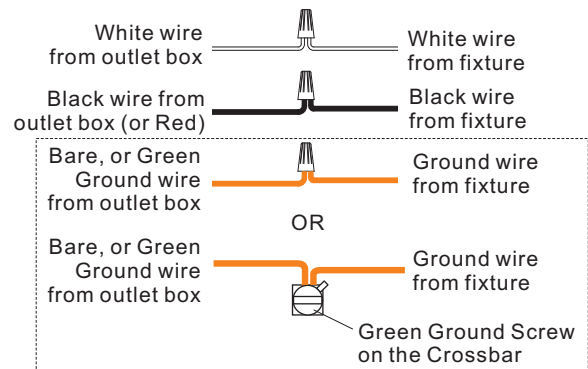 White wire
from outlet box
White wire
from fixture
Black wire from
outlet box (or Red)
Black wire
from fixture
Bare, or Green
Ground wire
from outlet box
Ground wire
from fixture
OR
Bare, or Green
Ground wire
from outlet box
Ground wire
from fixture
Green Ground Screw
on the Crossbar